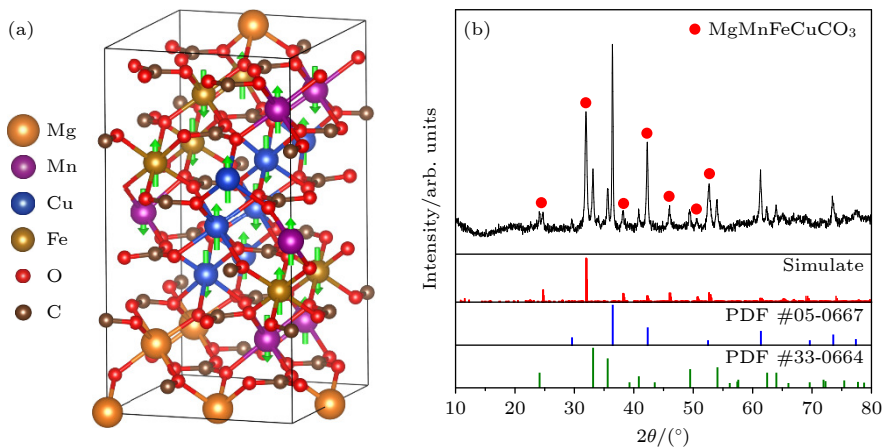 (a)
Mg
Mn
Cu
Fe
O
C
(b)
MgMnFeCuCO₃
Intensity/arb. units
Simulate
PDF #05-0667
PDF #33-0664
10 20 30 40 50 60 70 80
2θ/(°)